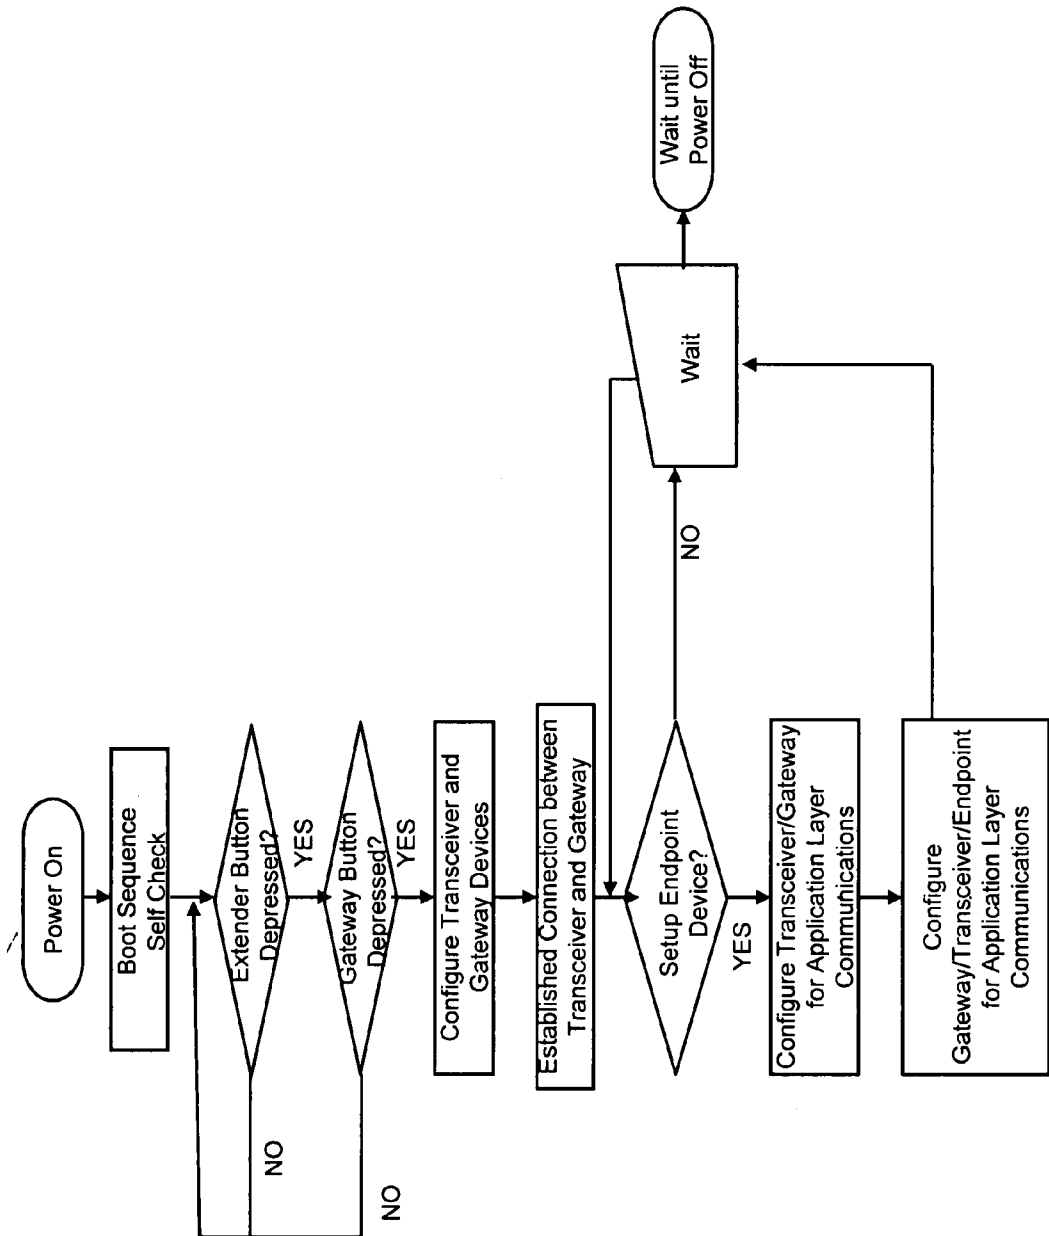 Power On
Boot Sequence
Self Check
Extender Button
Depressed?
YES
NO
Gateway Button
Depressed?
YES
NO
Configure Transceiver and
Gateway Devices
Established Connection between
Transceiver and Gateway
Setup Endpoint
Device?
YES
NO
Configure Transceiver/Gateway
for Application Layer
Communications
Configure
Gateway/Transceiver/Endpoint
for Application Layer
Communications
Wait
Wait until
Power Off